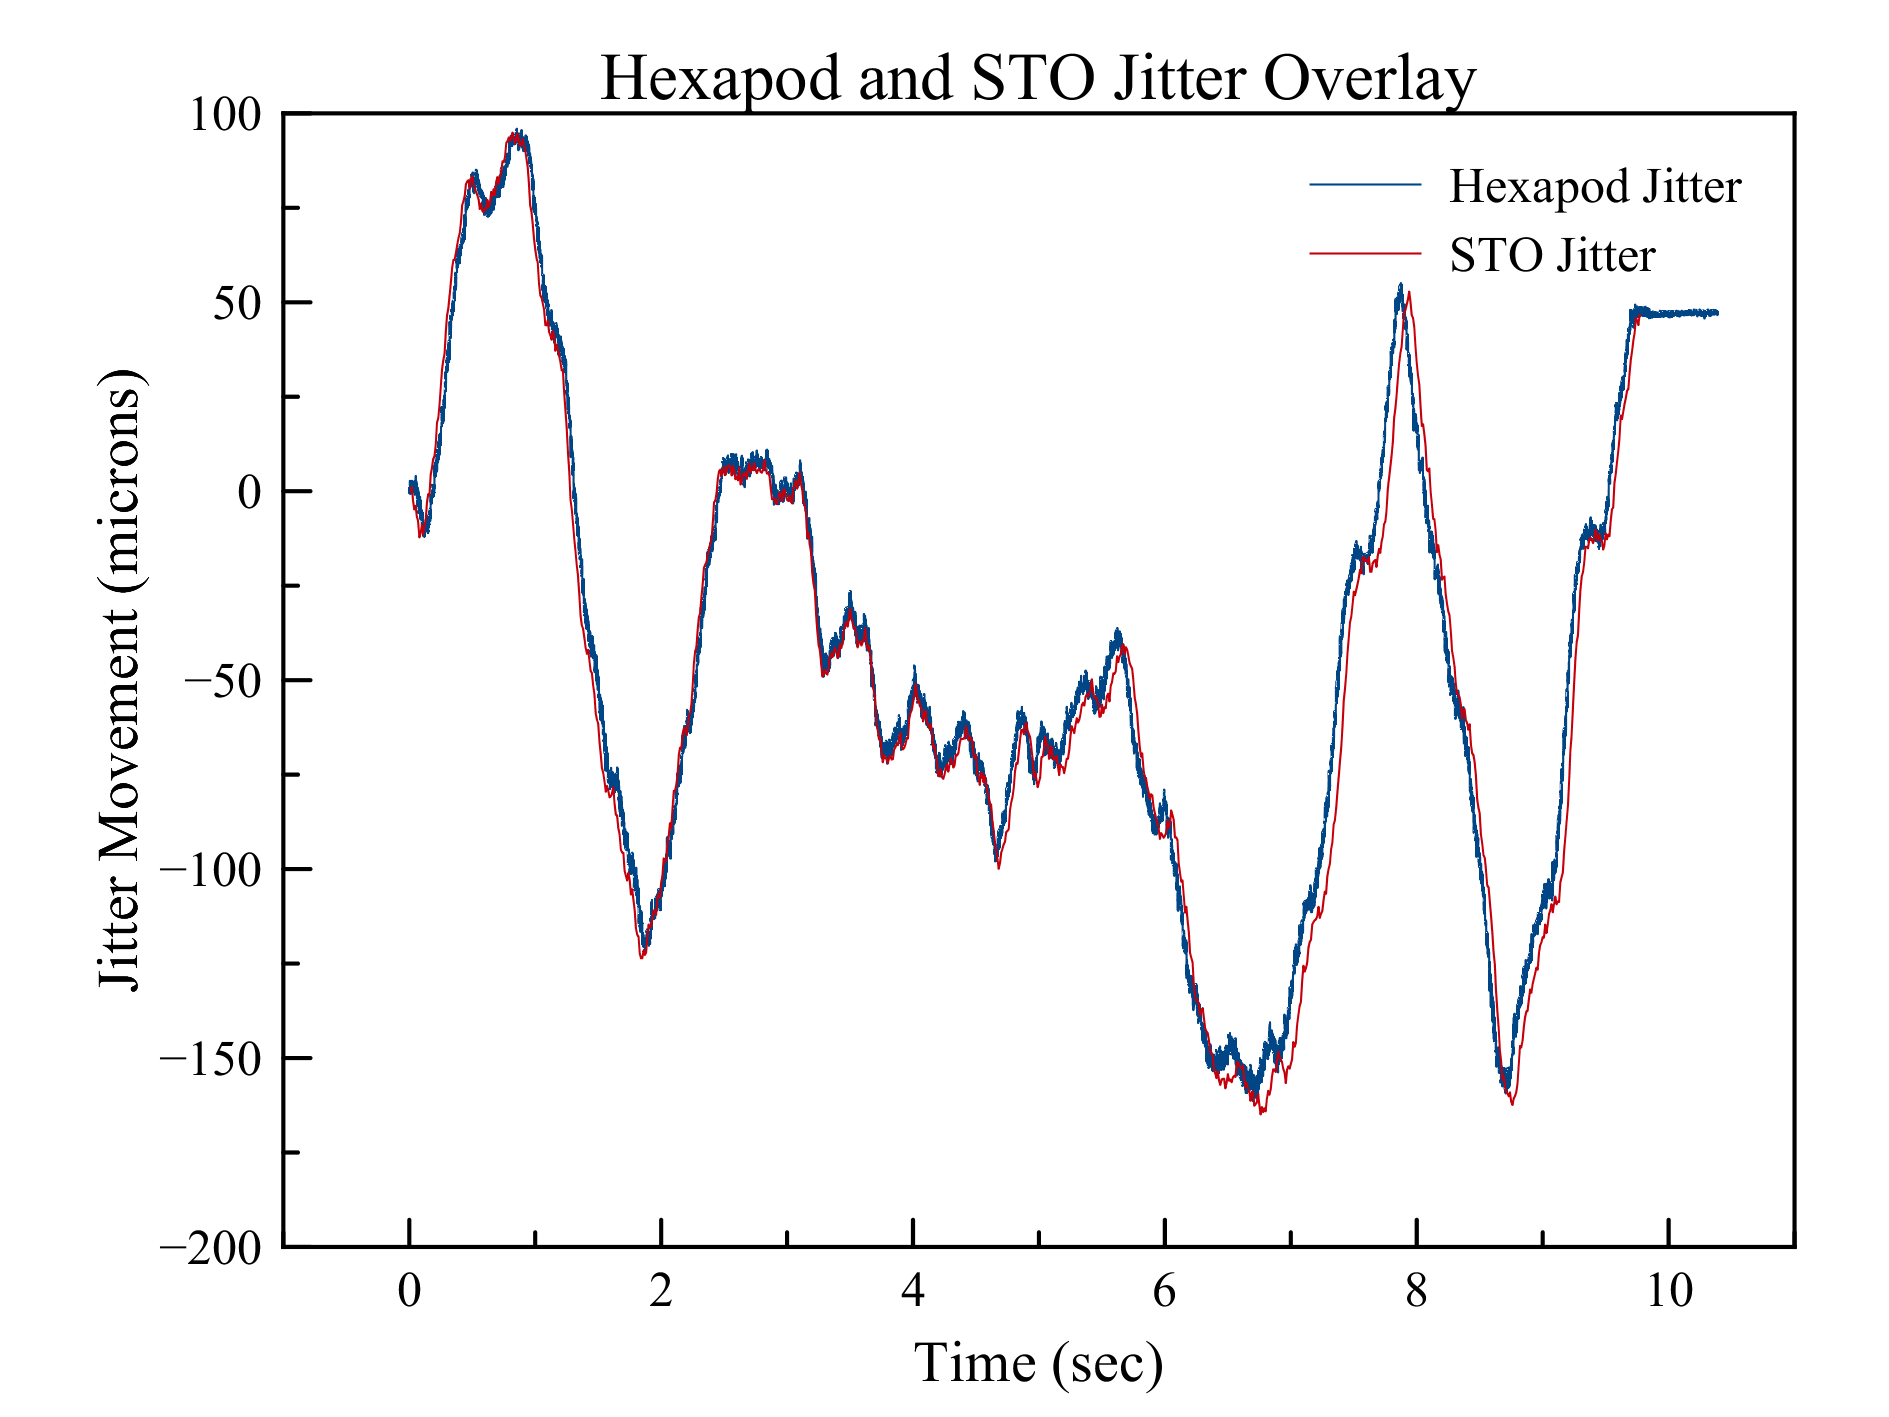 Hexapod and STO Jitter Overlay
Hexapod Jitter
STO Jitter
Jitter Movement (microns)
100
50
0
−50
−100
−150
−200
0 2 4 6 8 10
Time (sec)